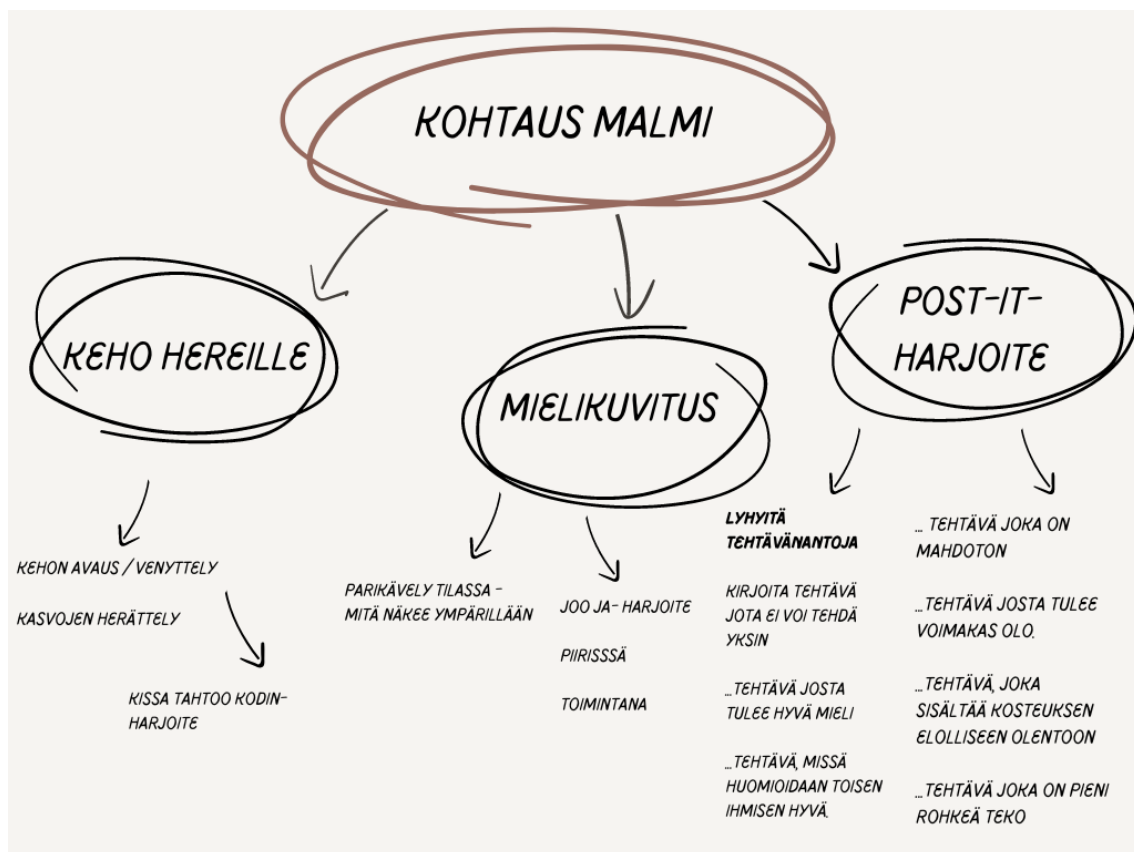 KOHTAUS MALMI
KEHO HEREILLE
KEHON AVAUS / VENYTTELY
KASVOJEN HERÄTTELY
KISSA TAHTOO KODIN-
HARJOITE
MIELIKUVITUS
PARIKÄVELY TILASSA -
MITÄ NÄKEE YMPÄRILLÄÄN
JOO JA- HARJOITE
PIIRISSSÄ
TOIMINTANA
POST-IT-
HARJOITE
LYHYITÄ
TEHTÄVÄNANTOJA
KIRJOITA TEHTÄVÄ
JOTA EI VOI TEHDÄ
YKSIN
...TEHTÄVÄ JOSTA
TULEE HYVÄ MIELI
...TEHTÄVÄ, MISSÄ
HUOMIOIDAAN TOISEN
IHMISEN HYVÄ.
... TEHTÄVÄ JOKA ON
MAHDOTON
...TEHTÄVÄ JOSTA TULEE
VOIMAKAS OLO.
...TEHTÄVÄ, JOKA
SISÄLTÄÄ KOSTEUKSEN
ELOLLISEEN OLENTOON
...TEHTÄVÄ JOKA ON PIENI
ROHKEÄ TEKO